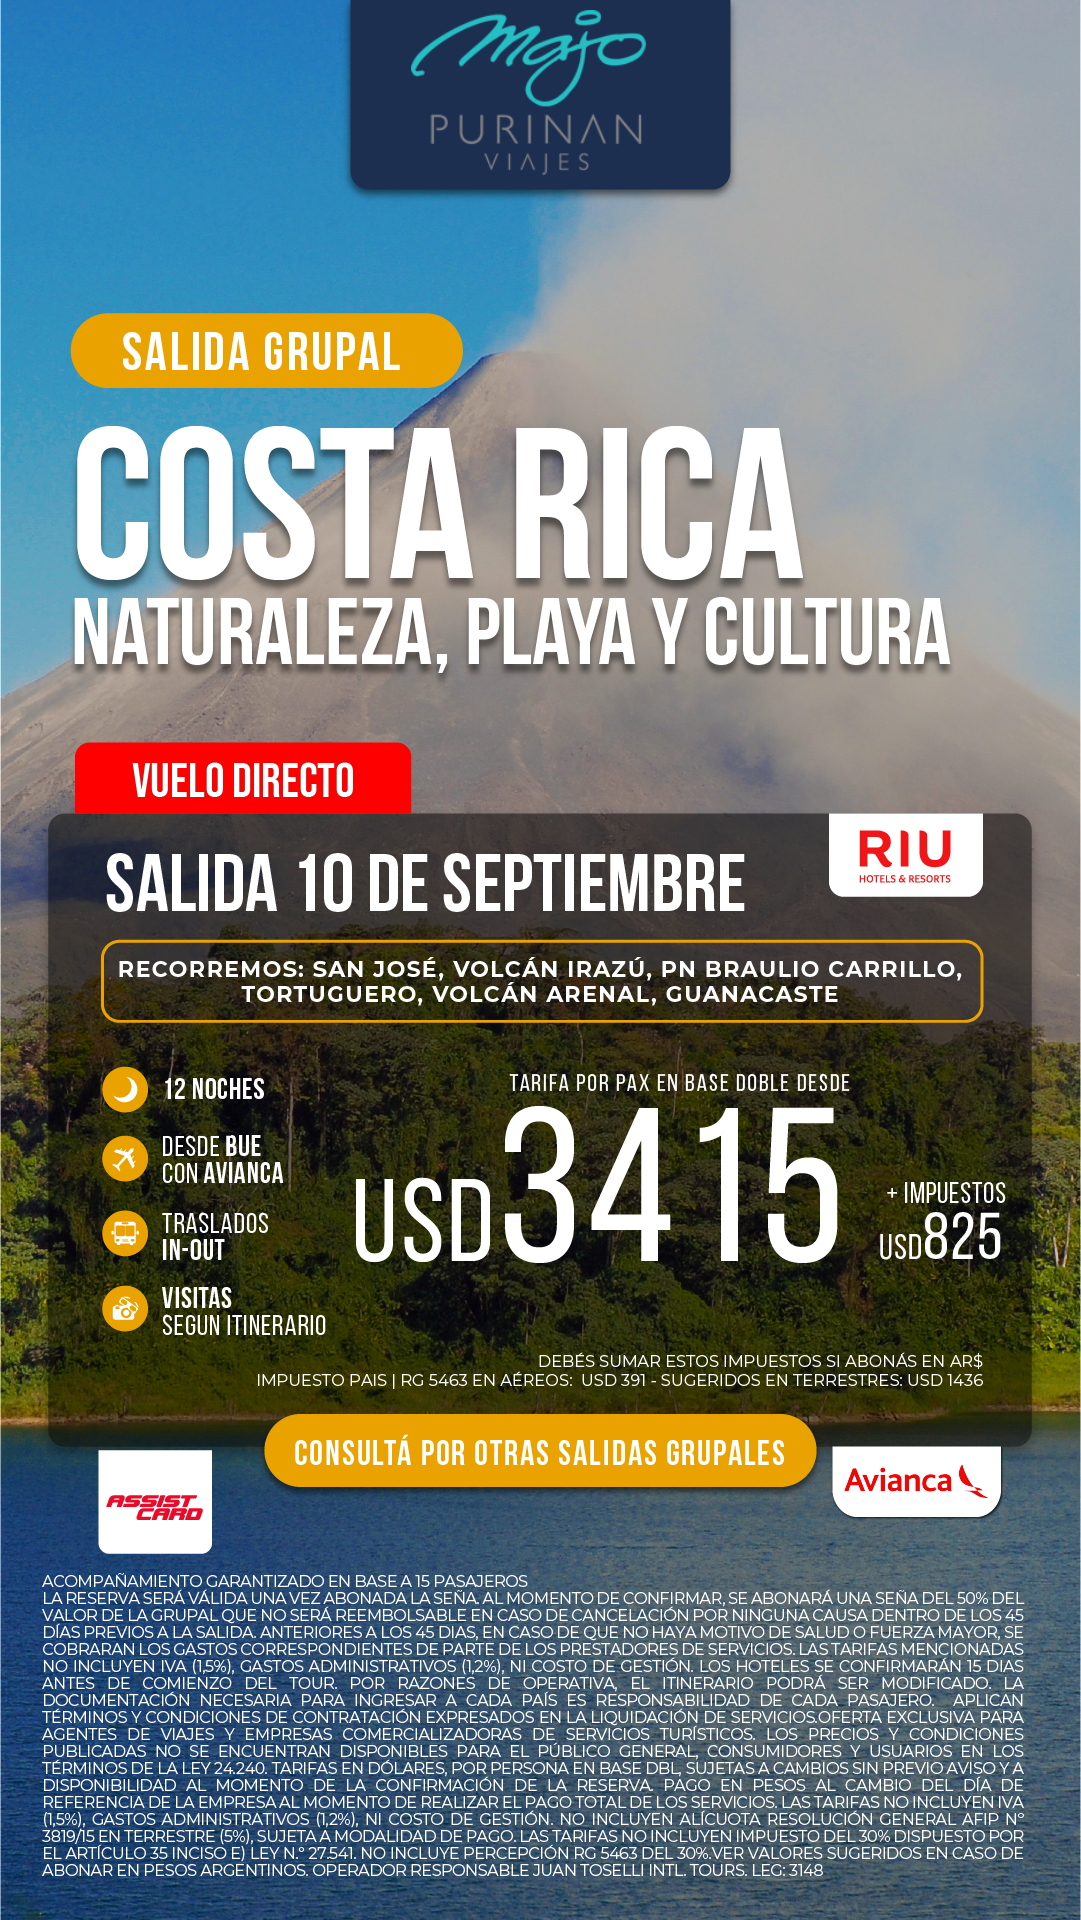 Majo
PURINAN
VIAJES
SALIDA GRUPAL
COSTA RICA
NATURALEZA, PLAYA Y CULTURA
VUELO DIRECTO
SALIDA 10 DE SEPTIEMBRE
RIU
HOTELS & RESORTS
RECORREMOS: SAN JOSÉ, VOLCÁN IRAZÚ, PN BRAULIO CARRILLO,
TORTUGUERO, VOLCÁN ARENAL, GUANACASTE
12 NOCHES
DESDE BUE
CON AVIANCA
TRASLADOS
IN-OUT
VISITAS
SEGUN ITINERARIO
TARIFA POR PAX EN BASE DOBLE DESDE
USD3415
+ IMPUESTOS
USD825
DEBÉS SUMAR ESTOS IMPUESTOS SI ABONÁS EN AR$
IMPUESTO PAIS | RG 5463 EN AÉREOS: USD 391 - SUGERIDOS EN TERRESTRES: USD 1436
CONSULTÁ POR OTRAS SALIDAS GRUPALES
ASSIST
CARD
Avianca
ACOMPAÑAMIENTO GARANTIZADO EN BASE A 15 PASAJEROS
LA RESERVA SERÁ VÁLIDA UNA VEZ ABONADA LA SEÑA. AL MOMENTO DE CONFIRMAR, SE ABONARÁ UNA SEÑA DEL 50% DEL
VALOR DE LA GRUPAL QUE NO SERÁ REEMBOLSABLE EN CASO DE CANCELACIÓN POR NINGUNA CAUSA DENTRO DE LOS 45
DÍAS PREVIOS A LA SALIDA. ANTERIORES A LOS 45 DIAS, EN CASO DE QUE NO HAYA MOTIVO DE SALUD O FUERZA MAYOR, SE
COBRARAN LOS GASTOS CORRESPONDIENTES DE PARTE DE LOS PRESTADORES DE SERVICIOS. LAS TARIFAS MENCIONADAS
NO INCLUYEN IVA (1,5%), GASTOS ADMINISTRATIVOS (1,2%), NI COSTO DE GESTIÓN. LOS HOTELES SE CONFIRMARÁN 15 DIAS
ANTES DE COMIENZO DEL TOUR. POR RAZONES DE OPERATIVA, EL ITINERARIO PODRÁ SER MODIFICADO. LA
DOCUMENTACIÓN NECESARIA PARA INGRESAR A CADA PAÍS ES RESPONSABILIDAD DE CADA PASAJERO. APLICAN
TÉRMINOS Y CONDICIONES DE CONTRATACIÓN EXPRESADOS EN LA LIQUIDACIÓN DE SERVICIOS.OFERTA EXCLUSIVA PARA
AGENTES DE VIAJES Y EMPRESAS COMERCIALIZADORAS DE SERVICIOS TURÍSTICOS. LOS PRECIOS Y CONDICIONES
PUBLICADAS NO SE ENCUENTRAN DISPONIBLES PARA EL PÚBLICO GENERAL, CONSUMIDORES Y USUARIOS EN LOS
TÉRMINOS DE LA LEY 24.240. TARIFAS EN DÓLARES, POR PERSONA EN BASE DBL, SUJETAS A CAMBIOS SIN PREVIO AVISO Y A
DISPONIBILIDAD AL MOMENTO DE LA CONFIRMACIÓN DE LA RESERVA. PAGO EN PESOS AL CAMBIO DEL DÍA DE
REFERENCIA DE LA EMPRESA AL MOMENTO DE REALIZAR EL PAGO TOTAL DE LOS SERVICIOS. LAS TARIFAS NO INCLUYEN IVA
(1,5%), GASTOS ADMINISTRATIVOS (1,2%), NI COSTO DE GESTIÓN. NO INCLUYEN ALÍCUOTA RESOLUCIÓN GENERAL AFIP Nº
3819/15 EN TERRESTRE (5%), SUJETA A MODALIDAD DE PAGO. LAS TARIFAS NO INCLUYEN IMPUESTO DEL 30% DISPUESTO POR
EL ARTÍCULO 35 INCISO E) LEY N.º 27.541. NO INCLUYE PERCEPCIÓN RG 5463 DEL 30%.VER VALORES SUGERIDOS EN CASO DE
ABONAR EN PESOS ARGENTINOS. OPERADOR RESPONSABLE JUAN TOSELLI INTL. TOURS. LEG: 3148